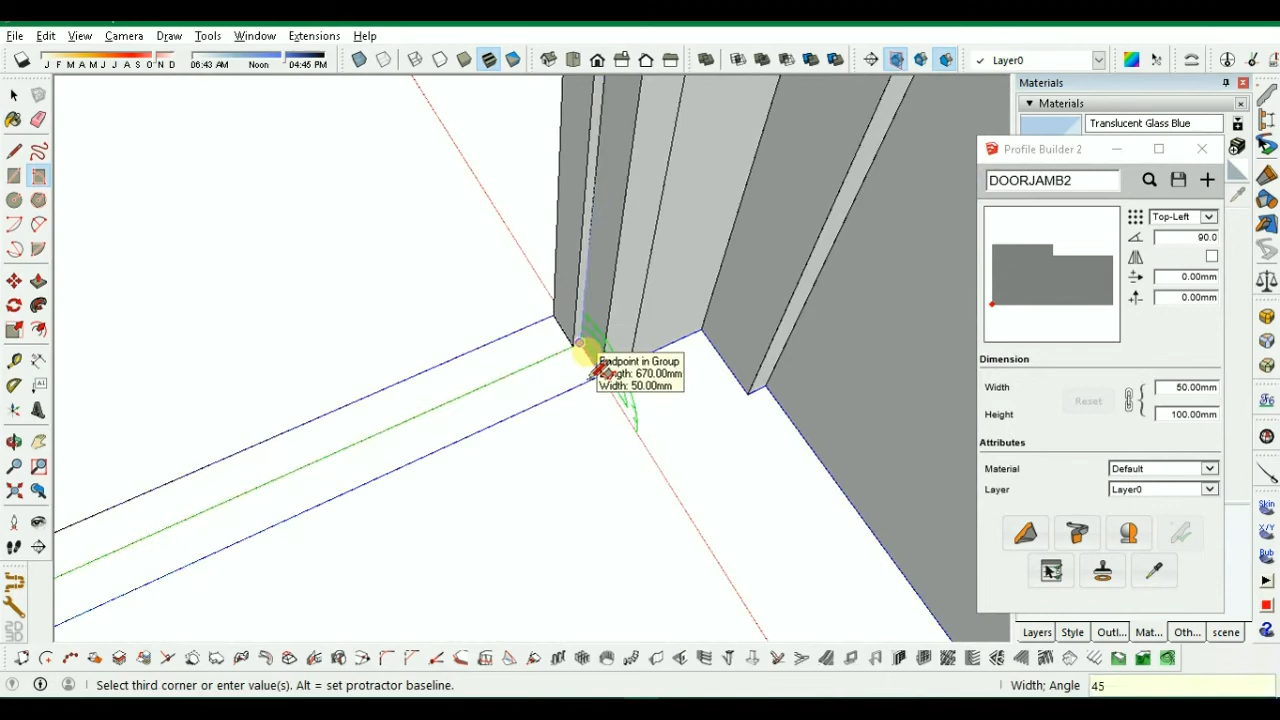 File Edit View Camera Draw Tools Window Extensions Help
J F M A M J J A S O N D 06:43 AM Noon 04:45 PM
Layer0
Materials
Materials
Translucent Glass Blue
Profile Builder 2
DOORJAMB2
Top-Left
90.0
0.00mm
0.00mm
Dimension
Width 50.00mm
Reset
Height 100.00mm
Attributes
Material Default
Layer Layer0
Endpoint in Group
Length: 670.00mm
Width: 50.00mm
Skin
X/Y
Bub
Layers Style Outl... Mat... Oth... scene
Select third corner or enter value(s). Alt = set protractor baseline.
Width; Angle 45